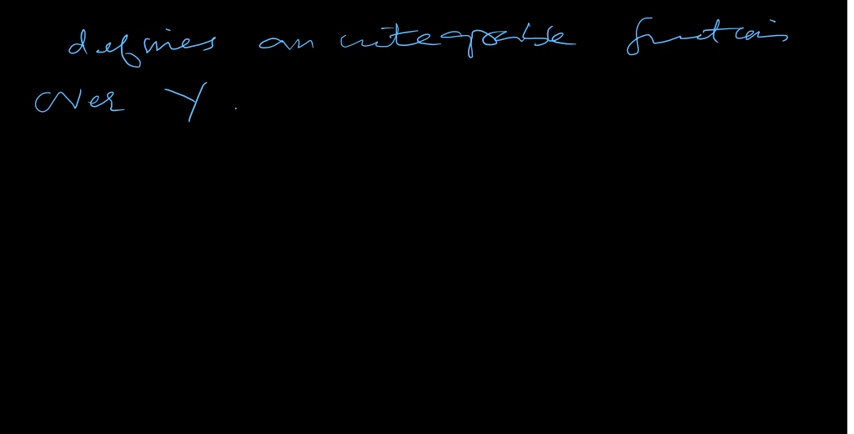 defines an integrable function
over Y.